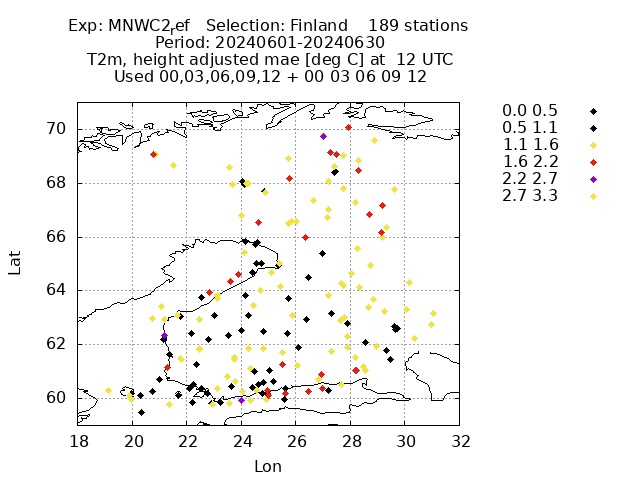 Exp: MNWC2ref Selection: Finland 189 stations
Period: 20240601-20240630
T2m, height adjusted mae [deg C] at 12 UTC
Used 00,03,06,09,12 + 00 03 06 09 12
0.0 0.5
0.5 1.1
1.1 1.6
1.6 2.2
2.2 2.7
2.7 3.3
70
68
66
64
62
60
Lat
18 20 22 24 26 28 30 32
Lon